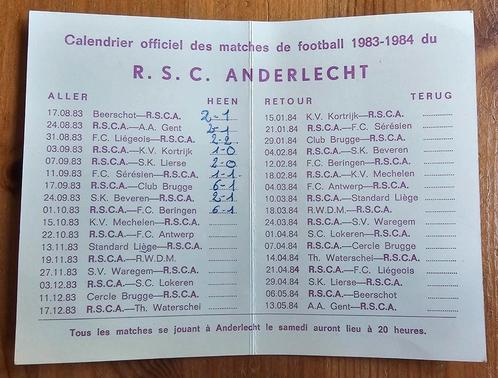 Calendrier officiel des matches de football 1983-1984 du
R. S. C. ANDERLECHT
ALLER HEEN
17.08.83 Beerschot—R.S.C.A. 2-1
24.08.83 R.S.C.A.—A.A. Gent 2-1
31.08.83 F.C. Liégeois—R.S.C.A. 2-2
03.09.83 R.S.C.A.—K.V. Kortrijk 1-0
07.09.83 R.S.C.A.—S.K. Lierse 2-0
11.09.83 F.C. Sérésien—R.S.C.A. 1-1
17.09.83 R.S.C.A.—Club Brugge 6-1
24.09.83 S.K. Beveren—R.S.C.A. 2-1
01.10.83 R.S.C.A.—F.C. Beringen 6-1
15.10.83 K.V. Mechelen—R.S.C.A.
22.10.83 R.S.C.A.—F.C. Antwerp
13.11.83 Standard Liège—R.S.C.A.
19.11.83 R.S.C.A.—R.W.D.M.
27.11.83 S.V. Waregem—R.S.C.A.
03.12.83 R.S.C.A.—S.C. Lokeren
11.12.83 Cercle Brugge—R.S.C.A.
17.12.83 R.S.C.A.—Th. Waterschei
RETOUR TERUG
15.01.84 K.V. Kortrijk—R.S.C.A.
21.01.84 R.S.C.A.—F.C. Sérésien
29.01.84 Club Brugge—R.S.C.A.
04.02.84 R.S.C.A.—S.K. Beveren
12.02.84 F.C. Beringen—R.S.C.A.
18.02.84 R.S.C.A.—K.V. Mechelen
04.03.84 F.C. Antwerp—R.S.C.A.
10.03.84 R.S.C.A.—Standard Liège
18.03.84 R.W.D.M.—R.S.C.A.
24.03.84 R.S.C.A.—S.V. Waregem
01.04.84 S.C. Lokeren—R.S.C.A.
07.04.84 R.S.C.A.—Cercle Brugge
14.04.84 Th. Waterschei—R.S.C.A.
21.04.84 R.S.C.A.—F.C. Liégeois
29.04.84 S.K. Lierse—R.S.C.A.
06.05.84 R.S.C.A.—Beerschot
13.05.84 A.A. Gent—R.S.C.A.
Tous les matches se jouant à Anderlecht le samedi auront lieu à 20 heures.